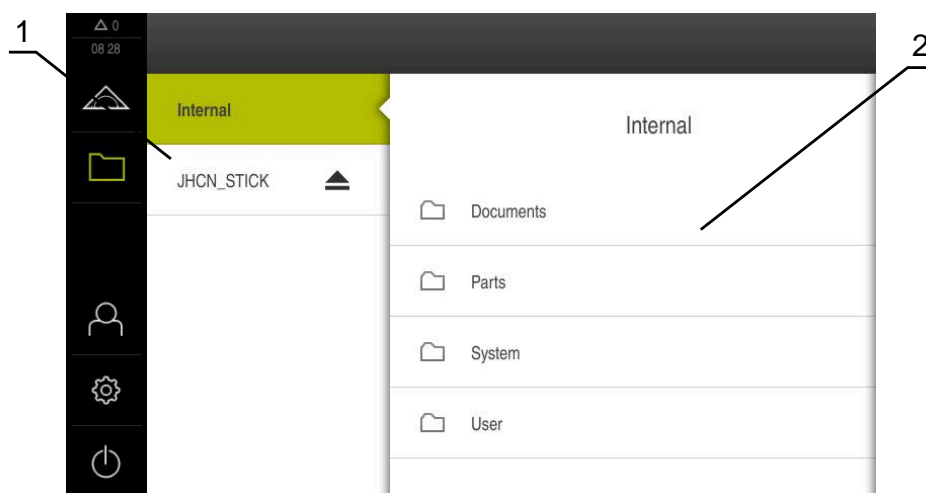 1
2
△ 0
08 28
Internal
JHCN_STICK
Internal
Documents
Parts
System
User